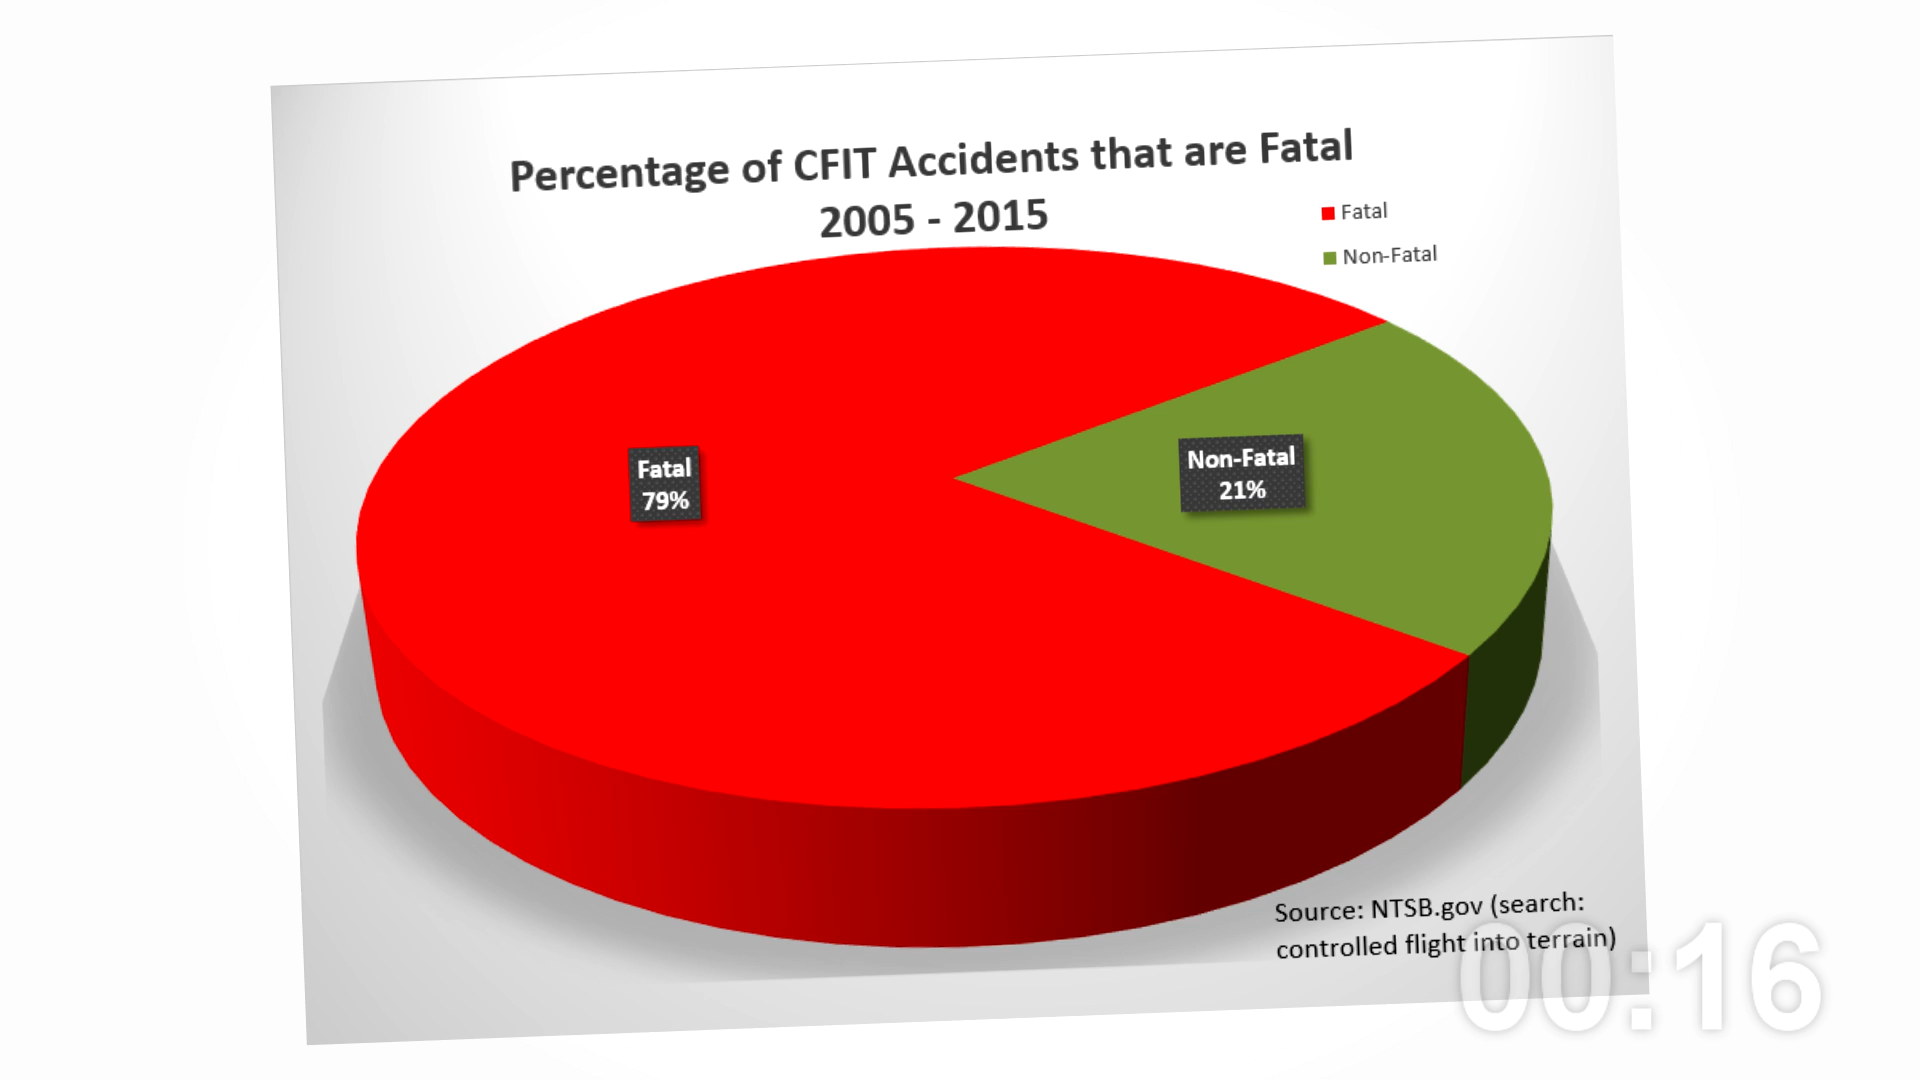 Percentage of CFIT Accidents that are Fatal
2005 - 2015
Fatal
Non-Fatal
Fatal
79%
Non-Fatal
21%
Source: NTSB.gov (search:
controlled flight into terrain)
00:16